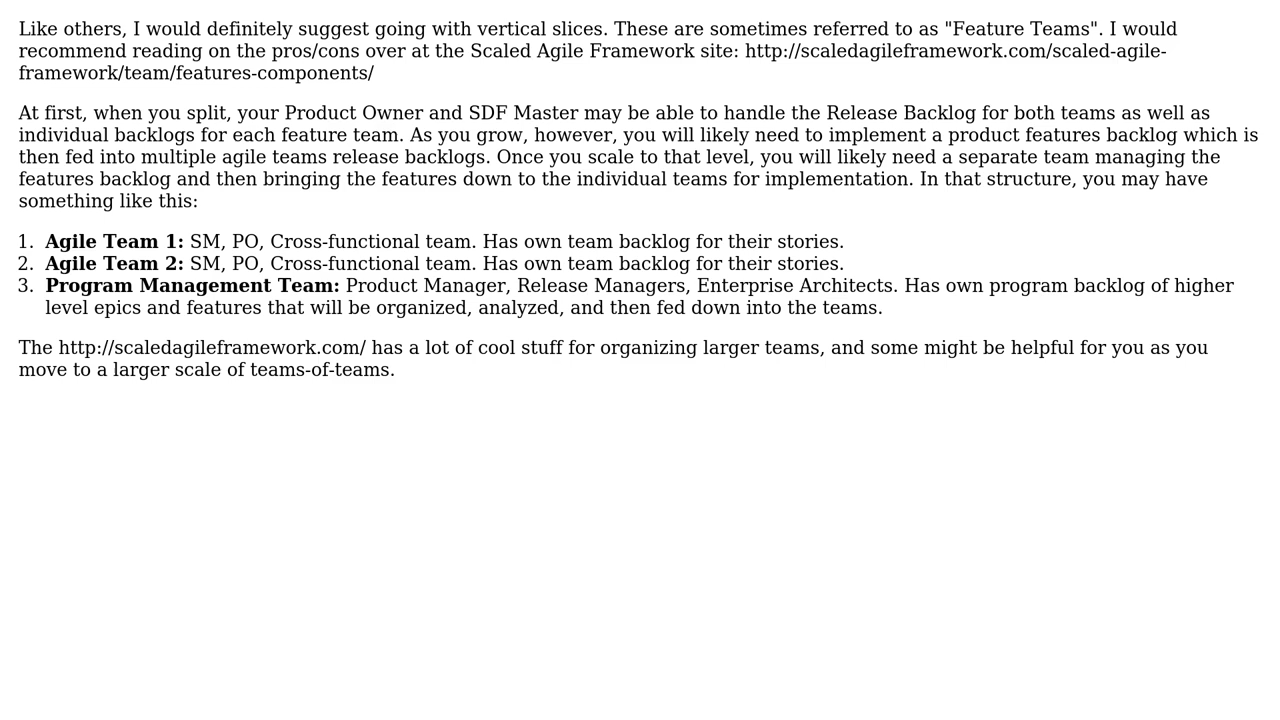 Like others, I would definitely suggest going with vertical slices. These are sometimes referred to as "Feature Teams". I would
recommend reading on the pros/cons over at the Scaled Agile Framework site: http://scaledagileframework.com/scaled-agile-
framework/team/features-components/
At first, when you split, your Product Owner and SDF Master may be able to handle the Release Backlog for both teams as well as
individual backlogs for each feature team. As you grow, however, you will likely need to implement a product features backlog which is
then fed into multiple agile teams release backlogs. Once you scale to that level, you will likely need a separate team managing the
features backlog and then bringing the features down to the individual teams for implementation. In that structure, you may have
something like this:
1. Agile Team 1: SM, PO, Cross-functional team. Has own team backlog for their stories.
2. Agile Team 2: SM, PO, Cross-functional team. Has own team backlog for their stories.
3. Program Management Team: Product Manager, Release Managers, Enterprise Architects. Has own program backlog of higher
level epics and features that will be organized, analyzed, and then fed down into the teams.
The http://scaledagileframework.com/ has a lot of cool stuff for organizing larger teams, and some might be helpful for you as you
move to a larger scale of teams-of-teams.